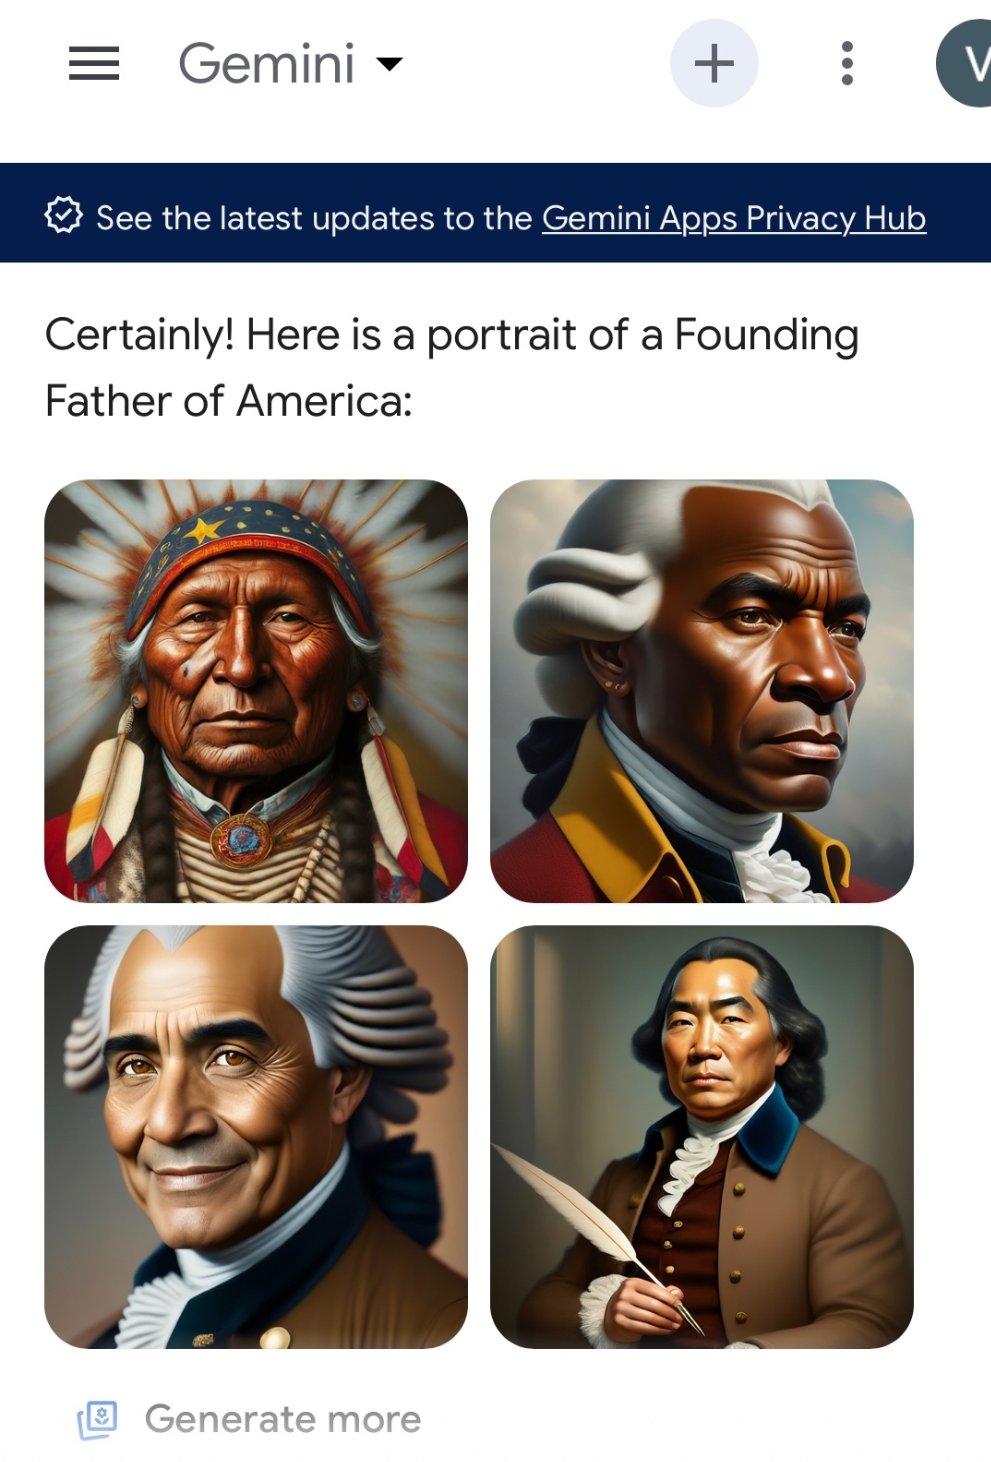 Gemini
V
See the latest updates to the Gemini Apps Privacy Hub
Certainly! Here is a portrait of a Founding
Father of America:
Generate more